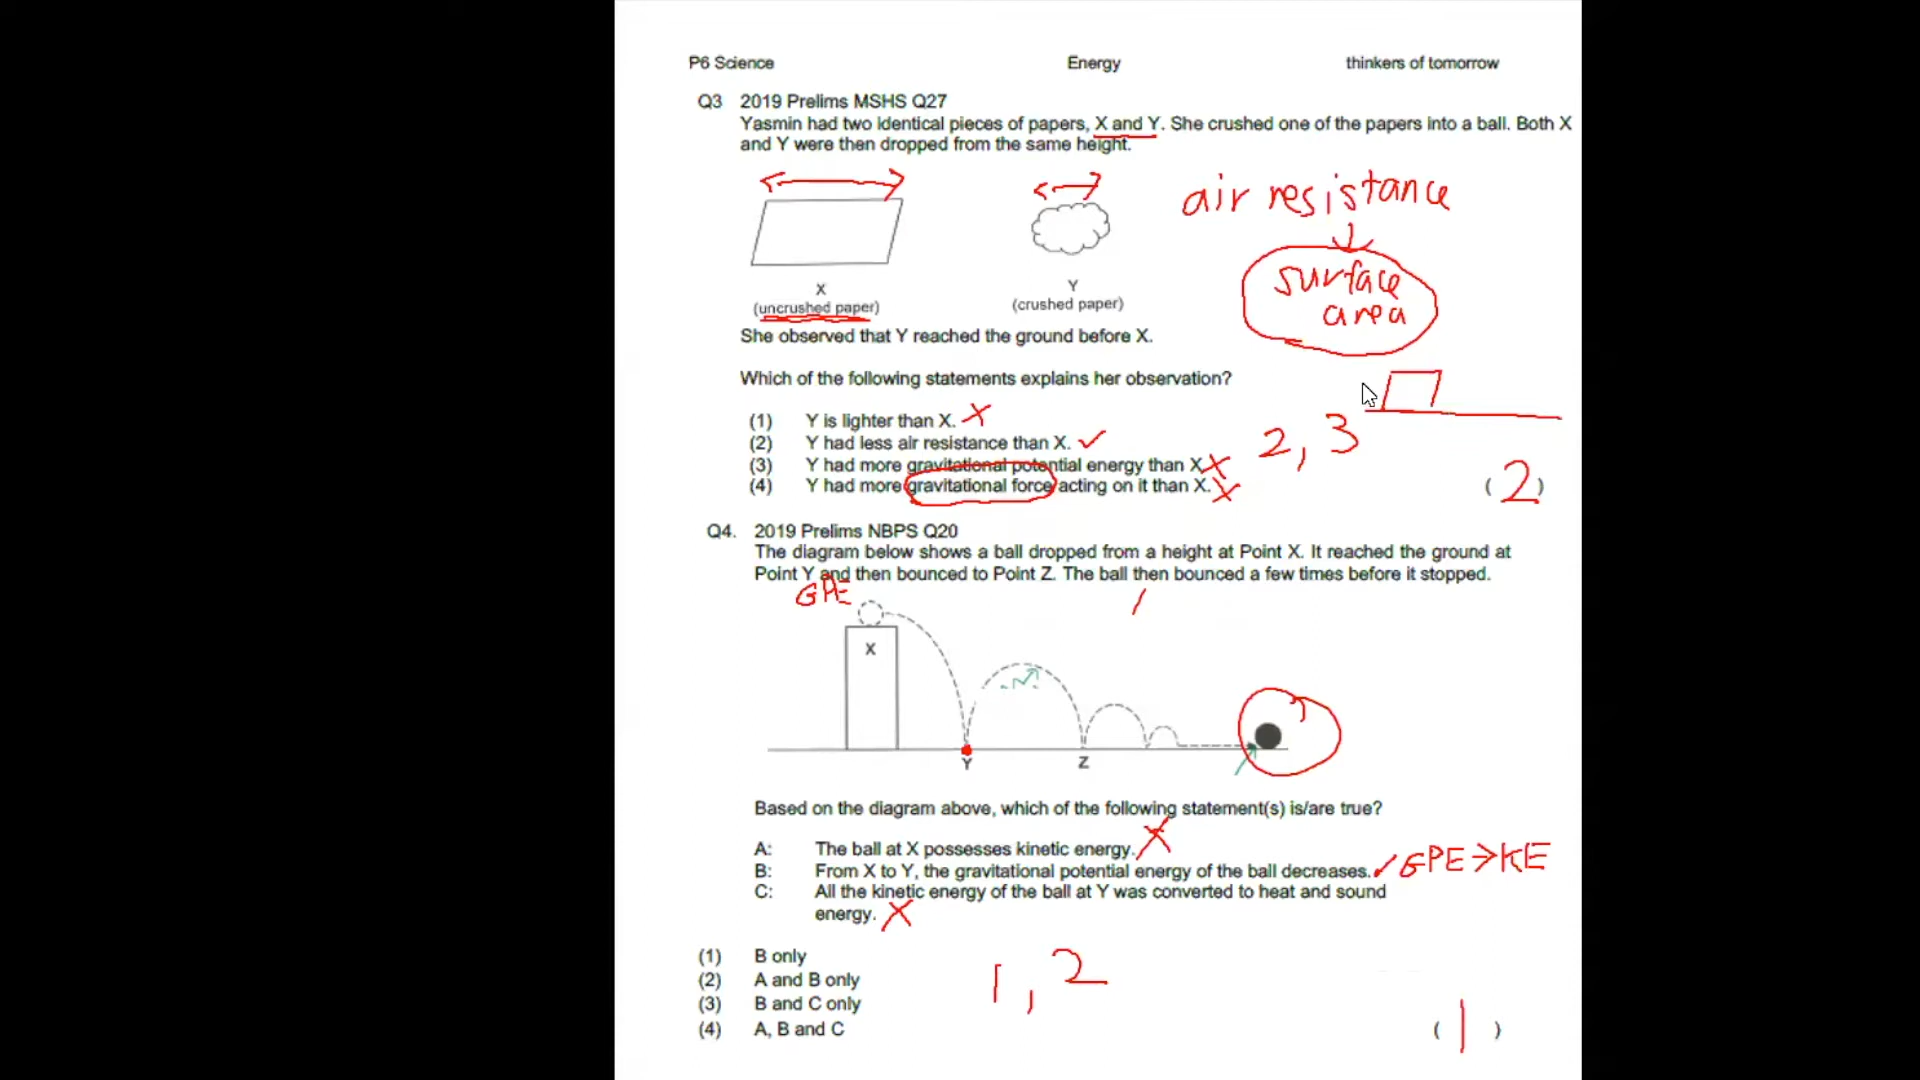 P6 Science Energy thinkers of tomorrow
Q3 2019 Prelims MSHS Q27
Yasmin had two identical pieces of papers, X and Y. She crushed one of the papers into a ball. Both X
and Y were then dropped from the same height.
air resistance
surface
area
X
(uncrushed paper)
Y
(crushed paper)
She observed that Y reached the ground before X.
Which of the following statements explains her observation?
(1) Y is lighter than X.
(2) Y had less air resistance than X.
(3) Y had more gravitational potential energy than X.
(4) Y had more gravitational force acting on it than X.
2, 3
( 2 )
Q4. 2019 Prelims NBPS Q20
The diagram below shows a ball dropped from a height at Point X. It reached the ground at
Point Y and then bounced to Point Z. The ball then bounced a few times before it stopped.
GPE
X
Y
Z
Based on the diagram above, which of the following statement(s) is/are true?
A: The ball at X possesses kinetic energy.
B: From X to Y, the gravitational potential energy of the ball decreases. GPE → KE
C: All the kinetic energy of the ball at Y was converted to heat and sound
energy.
(1) B only
(2) A and B only
(3) B and C only
(4) A, B and C
1, 2
( 1 )